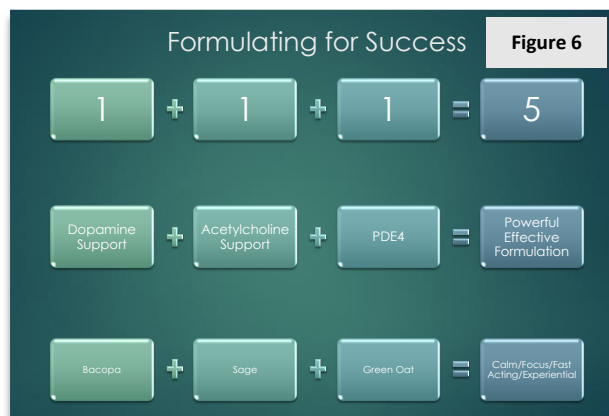 Formulating for Success
Figure 6
1 + 1 + 1 = 5
Dopamine Support + Acetylcholine Support + PDE4 = Powerful Effective Formulation
Bacopa + Sage + Green Oat = Calm/Focus/Fast Acting/Experiential